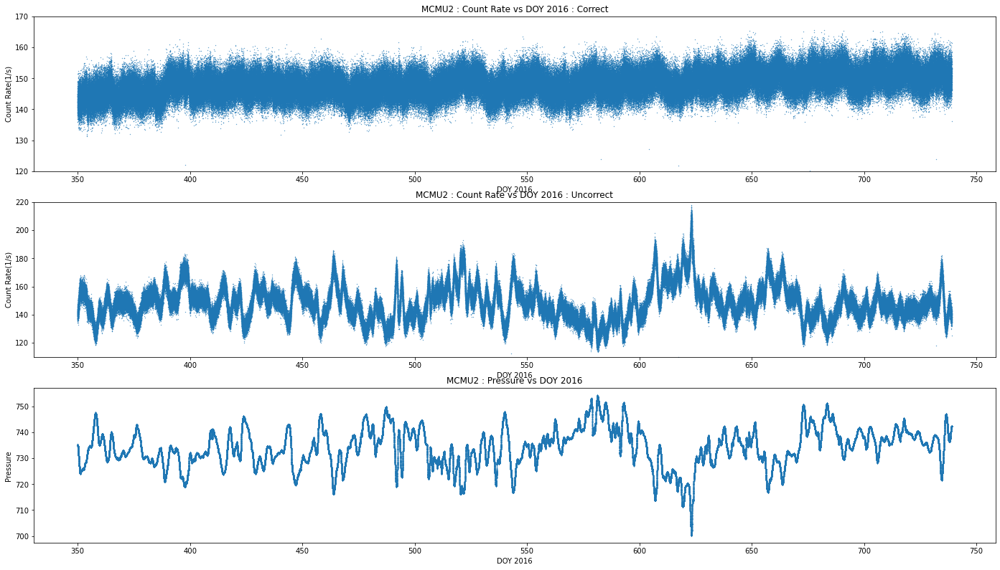 MCMU2 : Count Rate vs DOY 2016 : Correct
170
160
150
140
130
120
Count Rate(1/s)
350 400 450 500 550 600 650 700 750
DOY 2016
MCMU2 : Count Rate vs DOY 2016 : Uncorrect
220
200
180
160
140
120
Count Rate(1/s)
350 400 450 500 550 600 650 700 750
DOY 2016
MCMU2 : Pressure vs DOY 2016
750
740
730
720
710
700
Pressure
350 400 450 500 550 600 650 700 750
DOY 2016